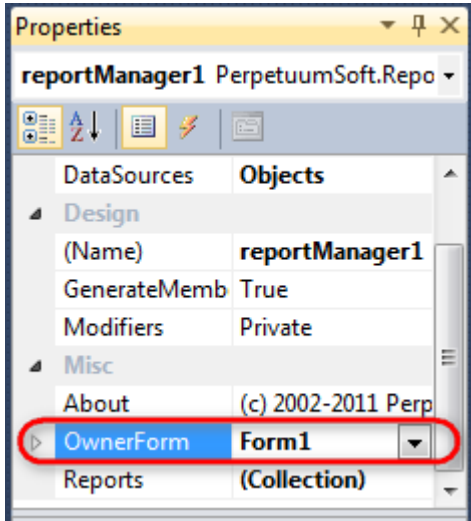 Properties
reportManager1 PerpetuumSoft.Repo
DataSources Objects
Design
(Name) reportManager1
GenerateMemb True
Modifiers Private
Misc
About (c) 2002-2011 Perp
OwnerForm Form1
Reports (Collection)